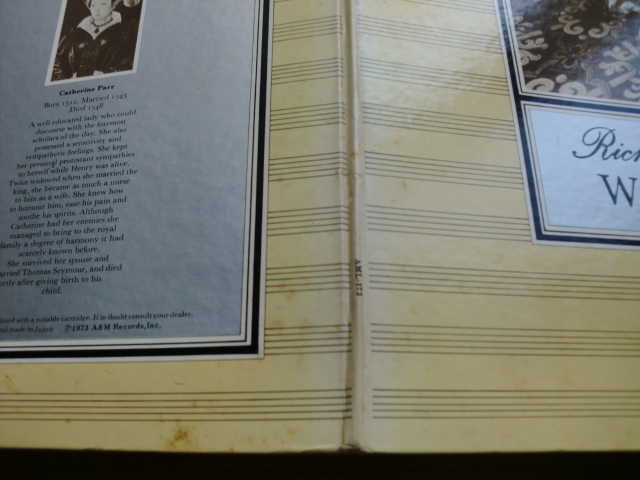 Catherine Parr
Born 1512. Married 1543
Died 1548
A well educated lady who could
discourse with the foremost
scholars of the day. She also
possessed a sensitivity and
sympathetic feelings. She kept
her personal protestant sympathies
to herself while Henry was alive.
Twice widowed when she married the
king, she became as much a nurse
to him as a wife. She knew how
to humour him, ease his pain and
soothe his spirits. Although
Catherine had her enemies she
managed to bring to the royal
family a degree of harmony it had
scarcely known before.
She survived her spouse and
married Thomas Seymour, and died
shortly after giving birth to his
child.
fitted with a suitable cartridge. If in doubt consult your dealer.
and made in Japan ℗1973 A&M Records, Inc.
AML-175
Rich
W